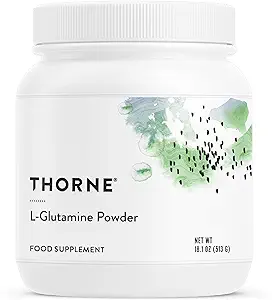 THORNE®
L-Glutamine Powder
FOOD SUPPLEMENT
NET WT
18.1 OZ (513 G)